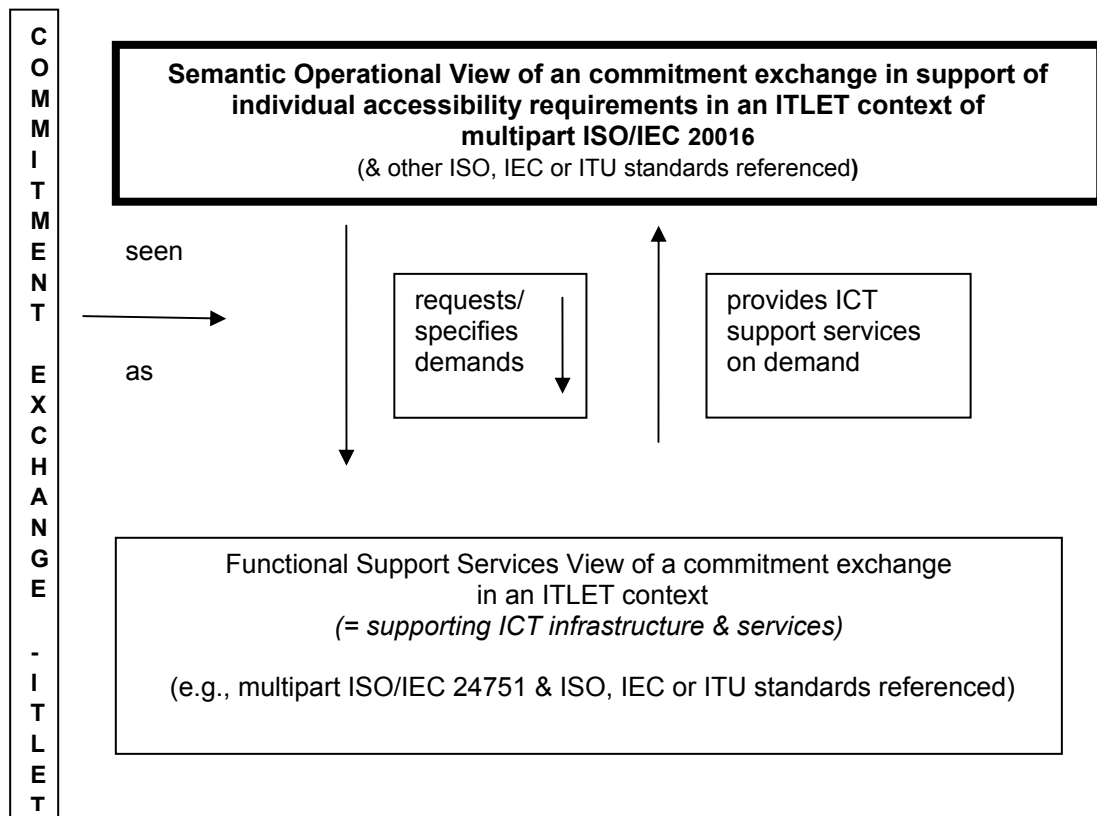 COMMITMENT EXCHANGE - ITLET
Semantic Operational View of an commitment exchange in support of
individual accessibility requirements in an ITLET context of
multipart ISO/IEC 20016
(& other ISO, IEC or ITU standards referenced)
seen
as
requests/
specifies
demands
provides ICT
support services
on demand
Functional Support Services View of a commitment exchange
in an ITLET context
(= supporting ICT infrastructure & services)
(e.g., multipart ISO/IEC 24751 & ISO, IEC or ITU standards referenced)